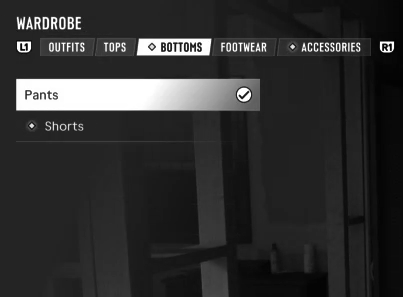 WARDROBE
L1 OUTFITS TOPS BOTTOMS FOOTWEAR ACCESSORIES R1
Pants
Shorts